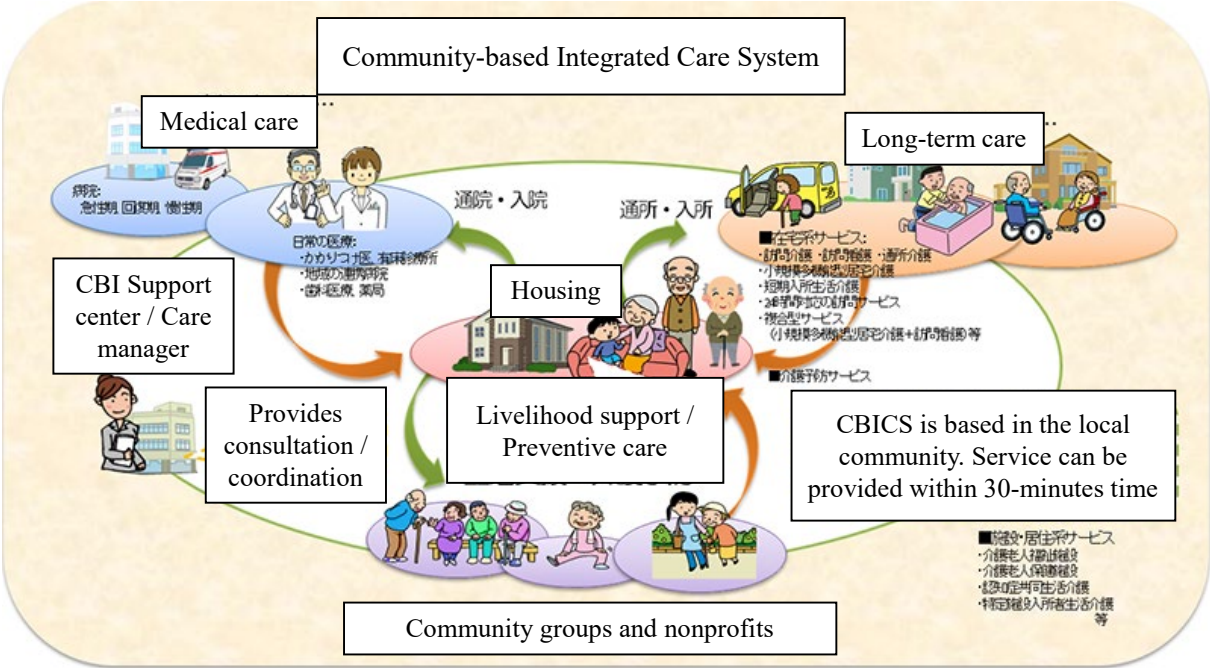 Community-based Integrated Care System
Medical care
Long-term care
病院:
急性期、回復期、慢性期
日常の医療:
・かかりつけ医、有床診療所
・地域の連携病院
・歯科医療、薬局
通院・入院
通所・入所
■在宅系サービス:
・訪問介護・訪問看護・通所介護
・小規模多機能型居宅介護
・短期入所生活介護
・24時間対応の訪問サービス
・複合型サービス
(小規模多機能型居宅介護+訪問看護)等
■介護予防サービス
CBI Support
center / Care
manager
Housing
Provides
consultation /
coordination
Livelihood support /
Preventive care
CBICS is based in the local
community. Service can be
provided within 30-minutes time
■施設・居住系サービス
・介護老人福祉施設
・介護老人保健施設
・認知症共同生活介護
・特定施設入所者生活介護
等
Community groups and nonprofits